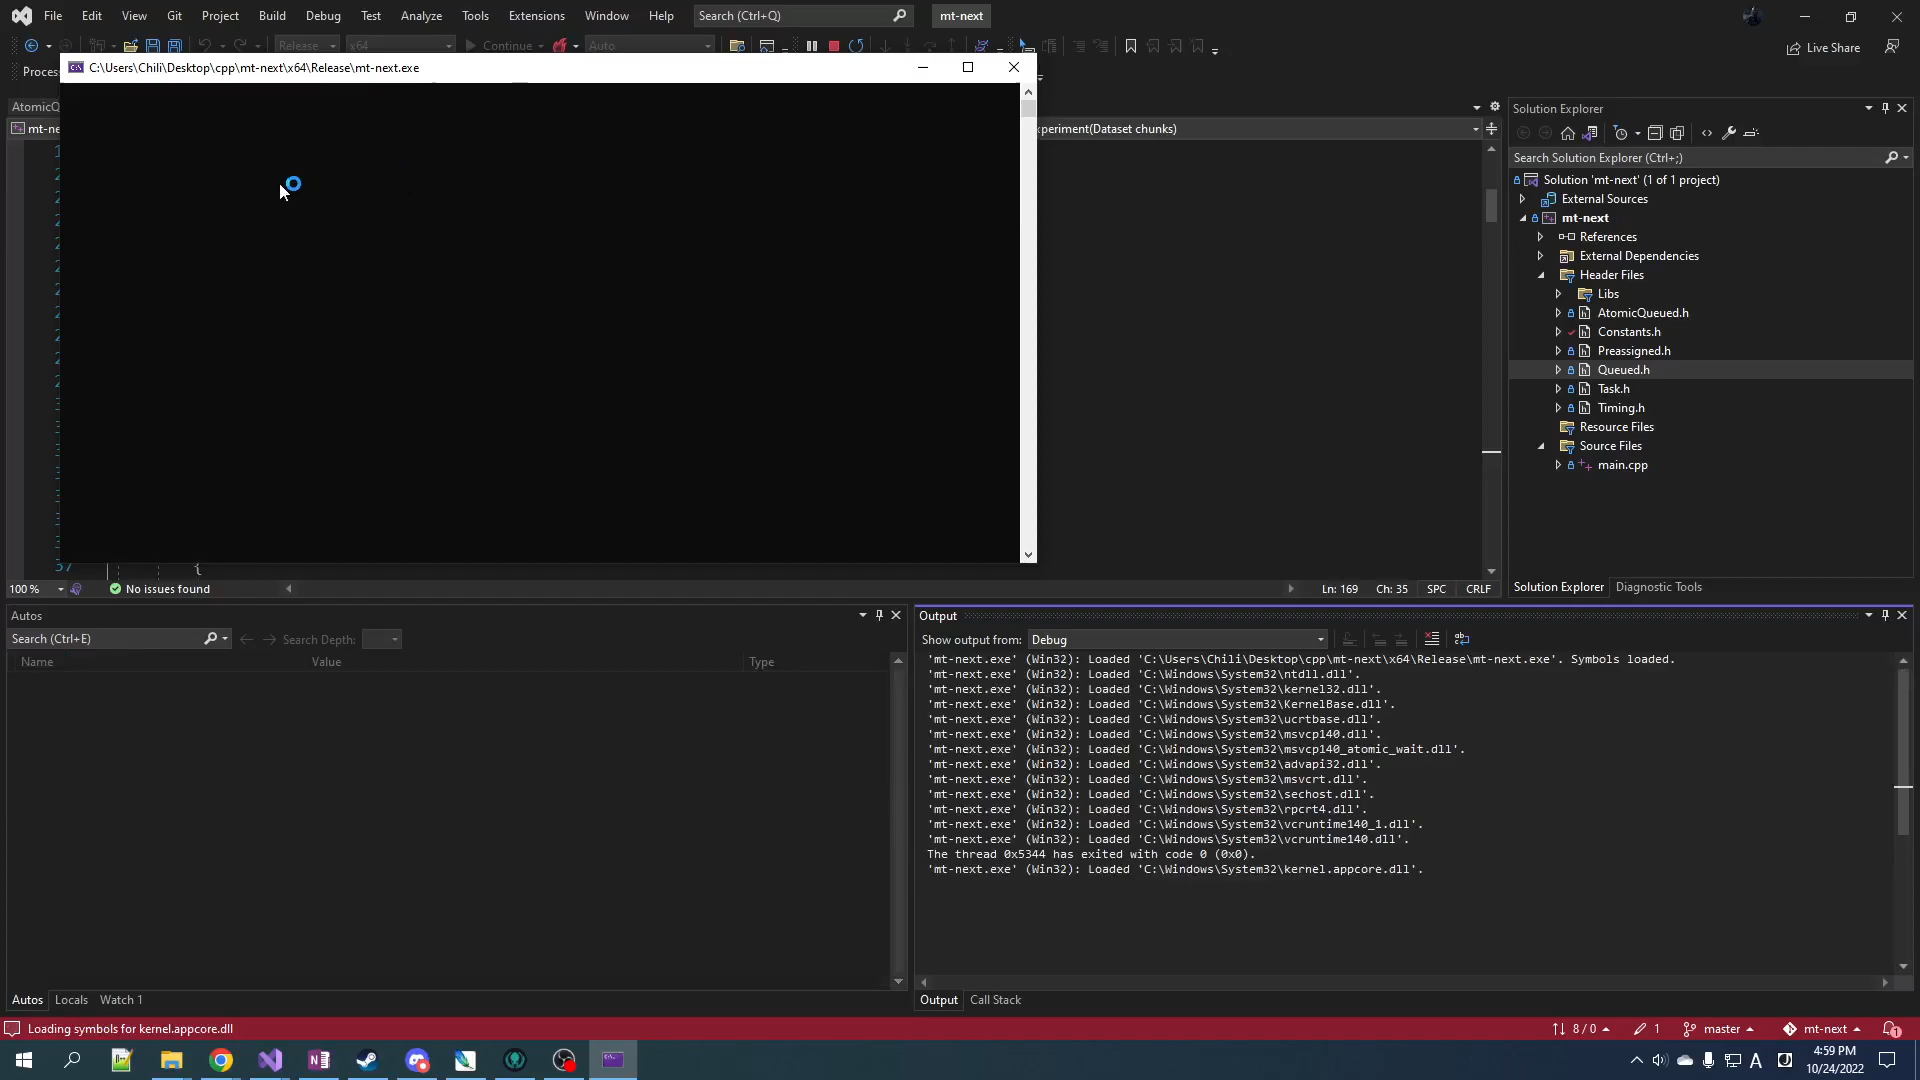 File Edit View Git Project Build Debug Test Analyze Tools Extensions Window Help Search (Ctrl+Q) mt-next
Release x64 Continue Auto Live Share
Proces
C:\Users\Chili\Desktop\cpp\mt-next\x64\Release\mt-next.exe
AtomicQ
mt-ne
xperiment(Dataset chunks)
37 {
100 % No issues found Ln: 169 Ch: 35 SPC CRLF
Solution Explorer
Search Solution Explorer (Ctrl+;)
Solution 'mt-next' (1 of 1 project)
External Sources
mt-next
References
External Dependencies
Header Files
Libs
AtomicQueued.h
Constants.h
Preassigned.h
Queued.h
Task.h
Timing.h
Resource Files
Source Files
main.cpp
Solution Explorer Diagnostic Tools
Autos
Search (Ctrl+E) Search Depth:
Name Value Type
Autos Locals Watch 1
Output
Show output from: Debug
'mt-next.exe' (Win32): Loaded 'C:\Users\Chili\Desktop\cpp\mt-next\x64\Release\mt-next.exe'. Symbols loaded.
'mt-next.exe' (Win32): Loaded 'C:\Windows\System32\ntdll.dll'.
'mt-next.exe' (Win32): Loaded 'C:\Windows\System32\kernel32.dll'.
'mt-next.exe' (Win32): Loaded 'C:\Windows\System32\KernelBase.dll'.
'mt-next.exe' (Win32): Loaded 'C:\Windows\System32\ucrtbase.dll'.
'mt-next.exe' (Win32): Loaded 'C:\Windows\System32\msvcp140.dll'.
'mt-next.exe' (Win32): Loaded 'C:\Windows\System32\msvcp140_atomic_wait.dll'.
'mt-next.exe' (Win32): Loaded 'C:\Windows\System32\advapi32.dll'.
'mt-next.exe' (Win32): Loaded 'C:\Windows\System32\msvcrt.dll'.
'mt-next.exe' (Win32): Loaded 'C:\Windows\System32\sechost.dll'.
'mt-next.exe' (Win32): Loaded 'C:\Windows\System32\rpcrt4.dll'.
'mt-next.exe' (Win32): Loaded 'C:\Windows\System32\vcruntime140_1.dll'.
'mt-next.exe' (Win32): Loaded 'C:\Windows\System32\vcruntime140.dll'.
The thread 0x5344 has exited with code 0 (0x0).
'mt-next.exe' (Win32): Loaded 'C:\Windows\System32\kernel.appcore.dll'.
Output Call Stack
Loading symbols for kernel.appcore.dll 8 / 0 1 master mt-next 1
A 4:59 PM
10/24/2022